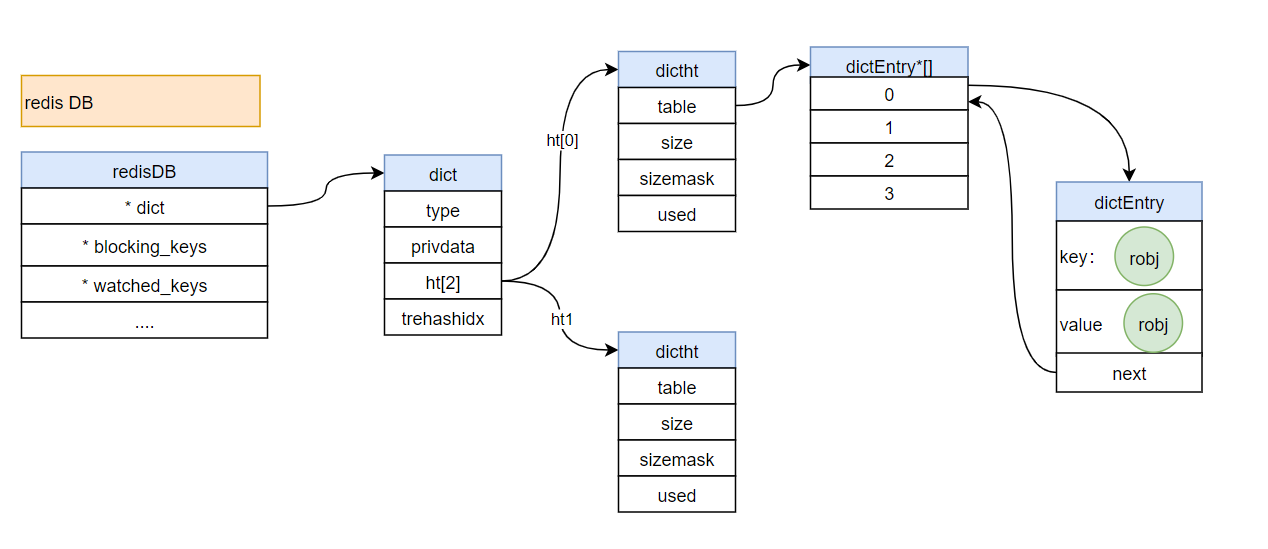 redis DB
redisDB
* dict
* blocking_keys
* watched_keys
....
dict
type
privdata
ht[2]
trehashidx
ht[0]
ht1
dictht
table
size
sizemask
used
dictht
table
size
sizemask
used
dictEntry*[]
0
1
2
3
dictEntry
key: robj
value robj
next